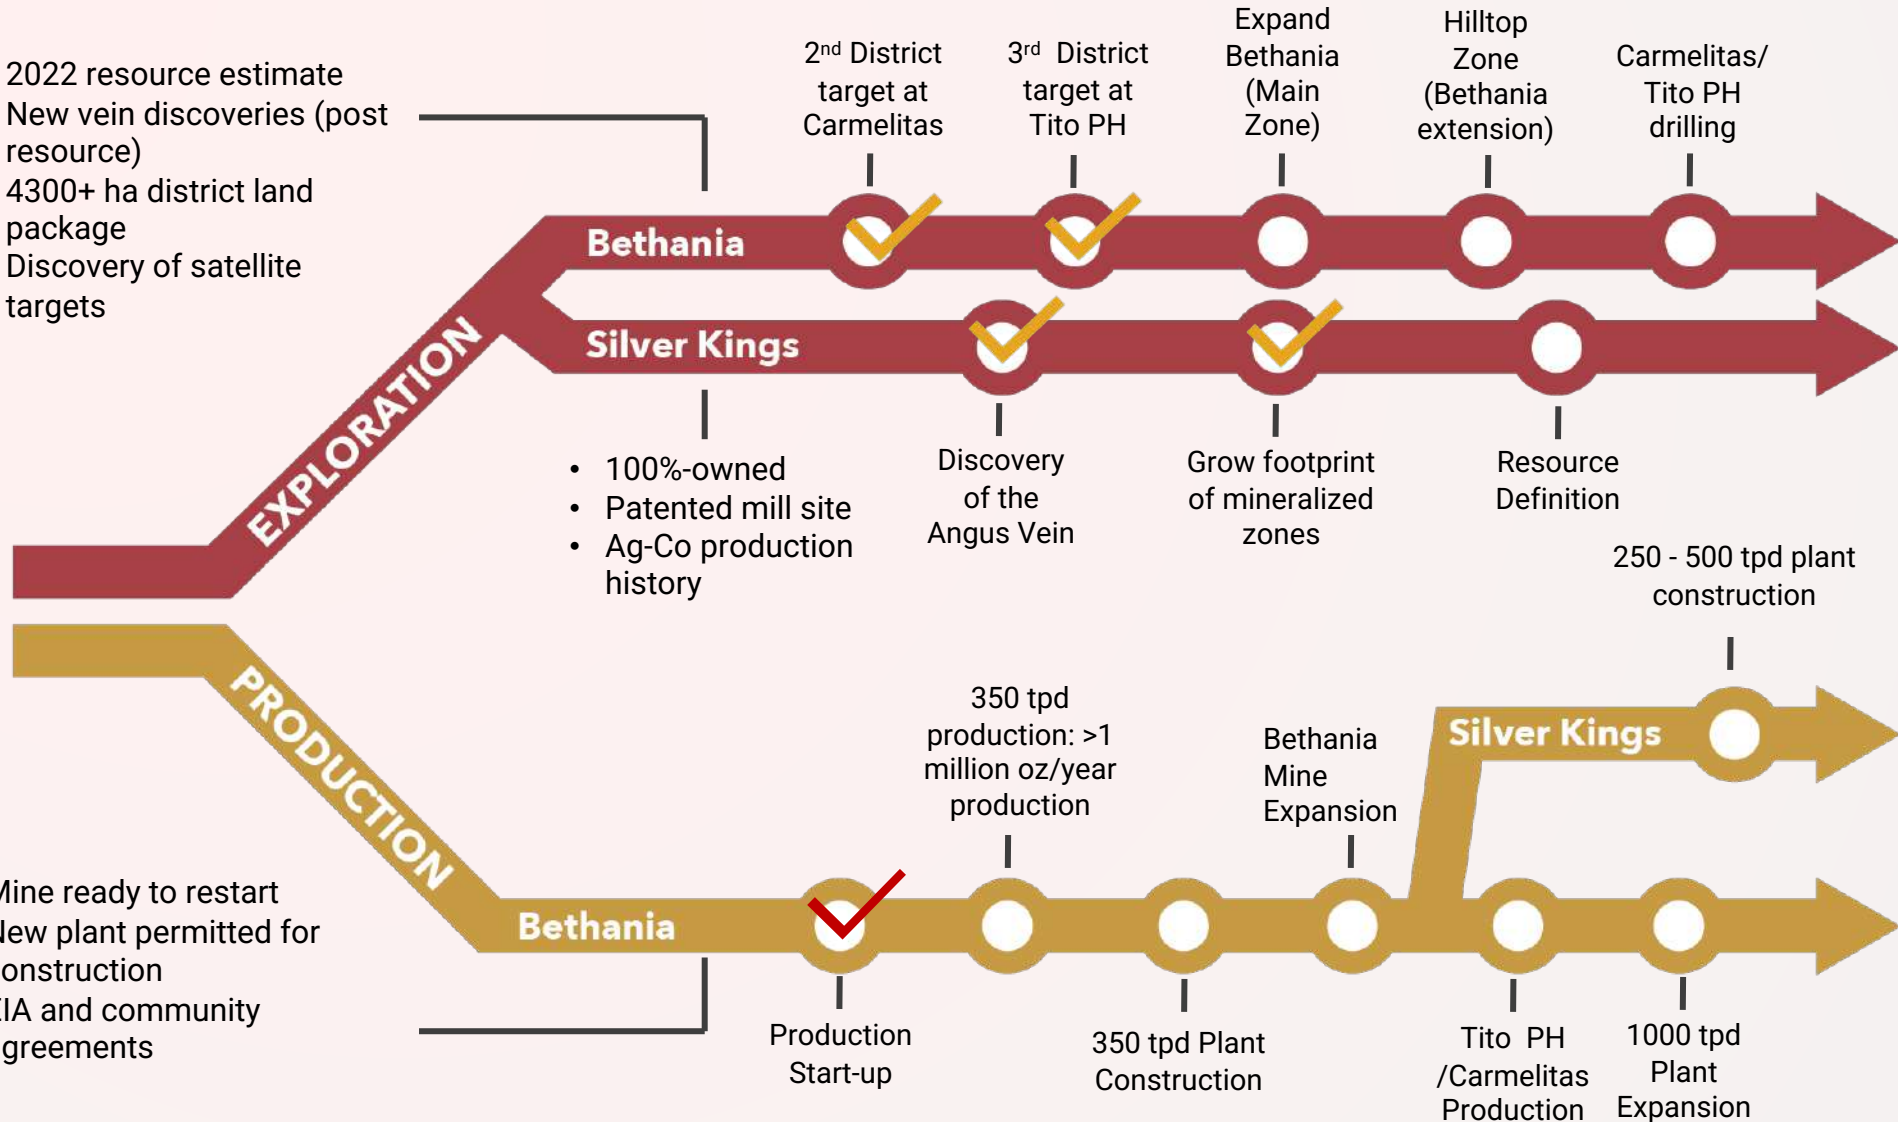 2022 resource estimate
New vein discoveries (post
resource)
4300+ ha district land
package
Discovery of satellite
targets
2nd District
target at
Carmelitas
3rd District
target at
Tito PH
Expand
Bethania
(Main
Zone)
Hilltop
Zone
(Bethania
extension)
Carmelitas/
Tito PH
drilling
Bethania
Silver Kings
EXPLORATION
• 100%-owned
• Patented mill site
• Ag-Co production
history
Discovery
of the
Angus Vein
Grow footprint
of mineralized
zones
Resource
Definition
250 - 500 tpd plant
construction
PRODUCTION
350 tpd
production: >1
million oz/year
production
Bethania
Mine
Expansion
Silver Kings
Mine ready to restart
New plant permitted for
construction
EIA and community
agreements
Bethania
Production
Start-up
350 tpd Plant
Construction
Tito PH
/Carmelitas
Production
1000 tpd
Plant
Expansion